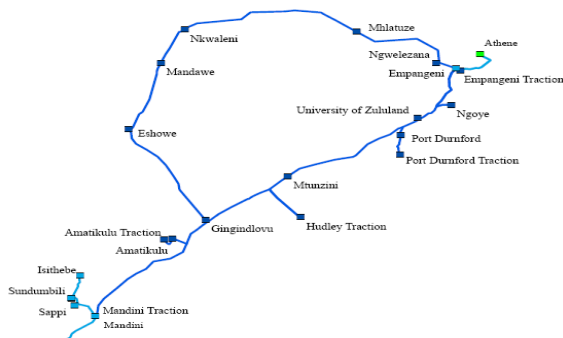 Mhlatuze
Athene
Nkwaleni
Ngwelezana
Mandawe
Empangeni
Empangeni Traction
University of Zululand
Ngoye
Eshowe
Port Durnford
Port Durnford Traction
Mtunzini
Amatikulu Traction
Gingindlovu
Hudley Traction
Amatikulu
Isithebe
Sundumbili
Sappi
Mandini Traction
Mandini